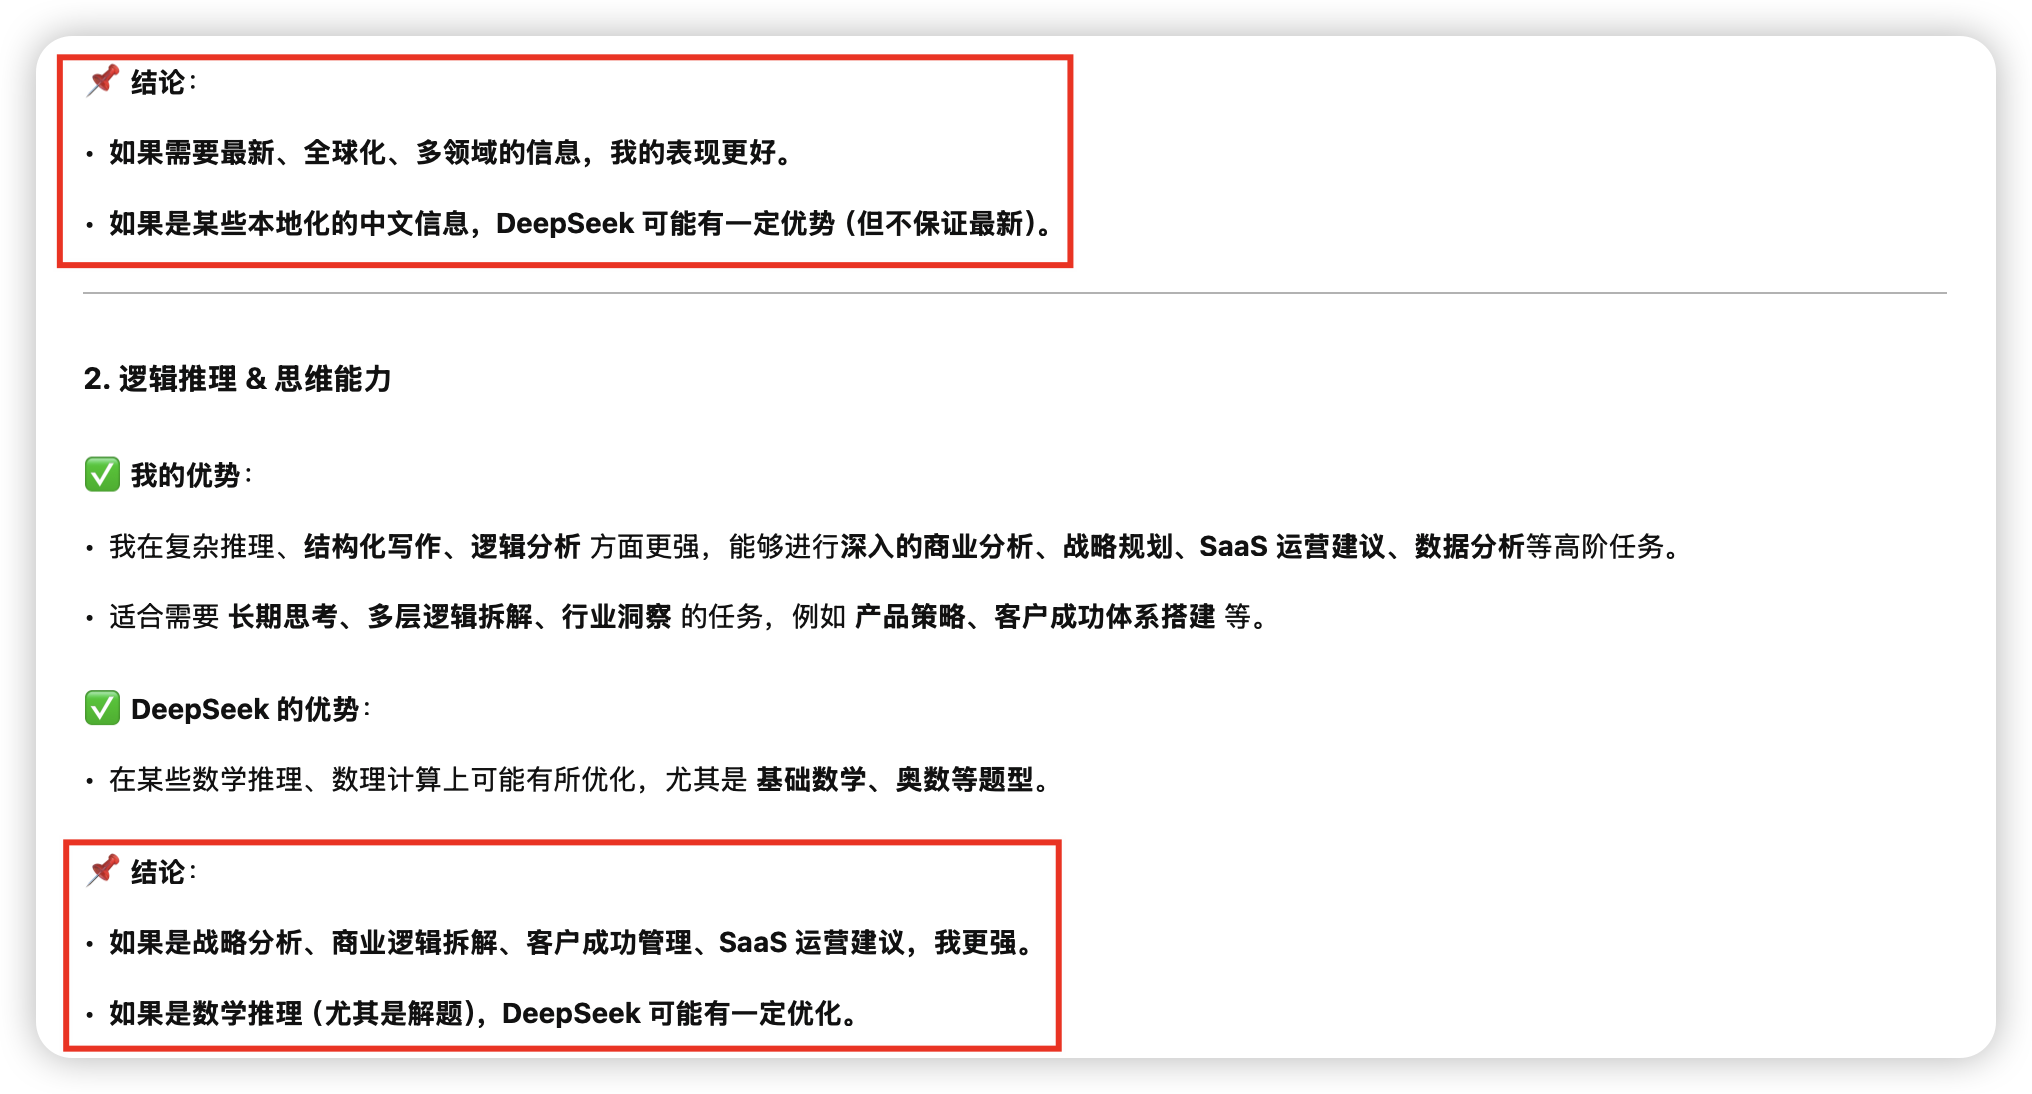 📌 结论：
• 如果需要最新、全球化、多领域的信息，我的表现更好。
• 如果是某些本地化的中文信息，DeepSeek 可能有一定优势（但不保证最新）。
2. 逻辑推理 & 思维能力
✅ 我的优势：
• 我在复杂推理、结构化写作、逻辑分析 方面更强，能够进行深入的商业分析、战略规划、SaaS 运营建议、数据分析等高阶任务。
• 适合需要 长期思考、多层逻辑拆解、行业洞察 的任务，例如 产品策略、客户成功体系搭建 等。
✅ DeepSeek 的优势：
• 在某些数学推理、数理计算上可能有所优化，尤其是 基础数学、奥数等题型。
📌 结论：
• 如果是战略分析、商业逻辑拆解、客户成功管理、SaaS 运营建议，我更强。
• 如果是数学推理（尤其是解题），DeepSeek 可能有一定优化。